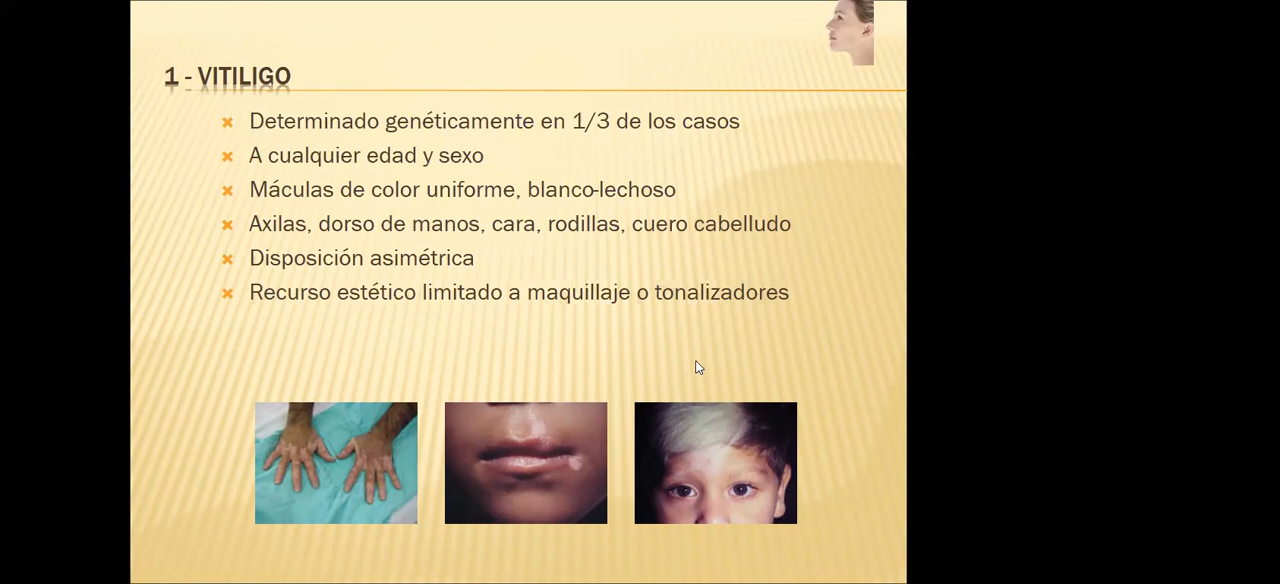 1 - VITILIGO
Determinado genéticamente en 1/3 de los casos
A cualquier edad y sexo
Máculas de color uniforme, blanco-lechoso
Axilas, dorso de manos, cara, rodillas, cuero cabelludo
Disposición asimétrica
Recurso estético limitado a maquillaje o tonalizadores